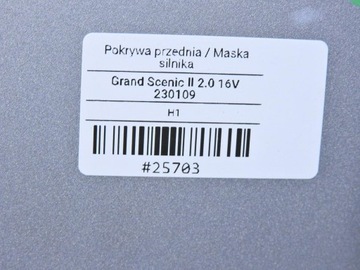 Pokrywa przednia / Maska
silnika
Grand Scenic II 2.0 16V
230109
H1
#25703